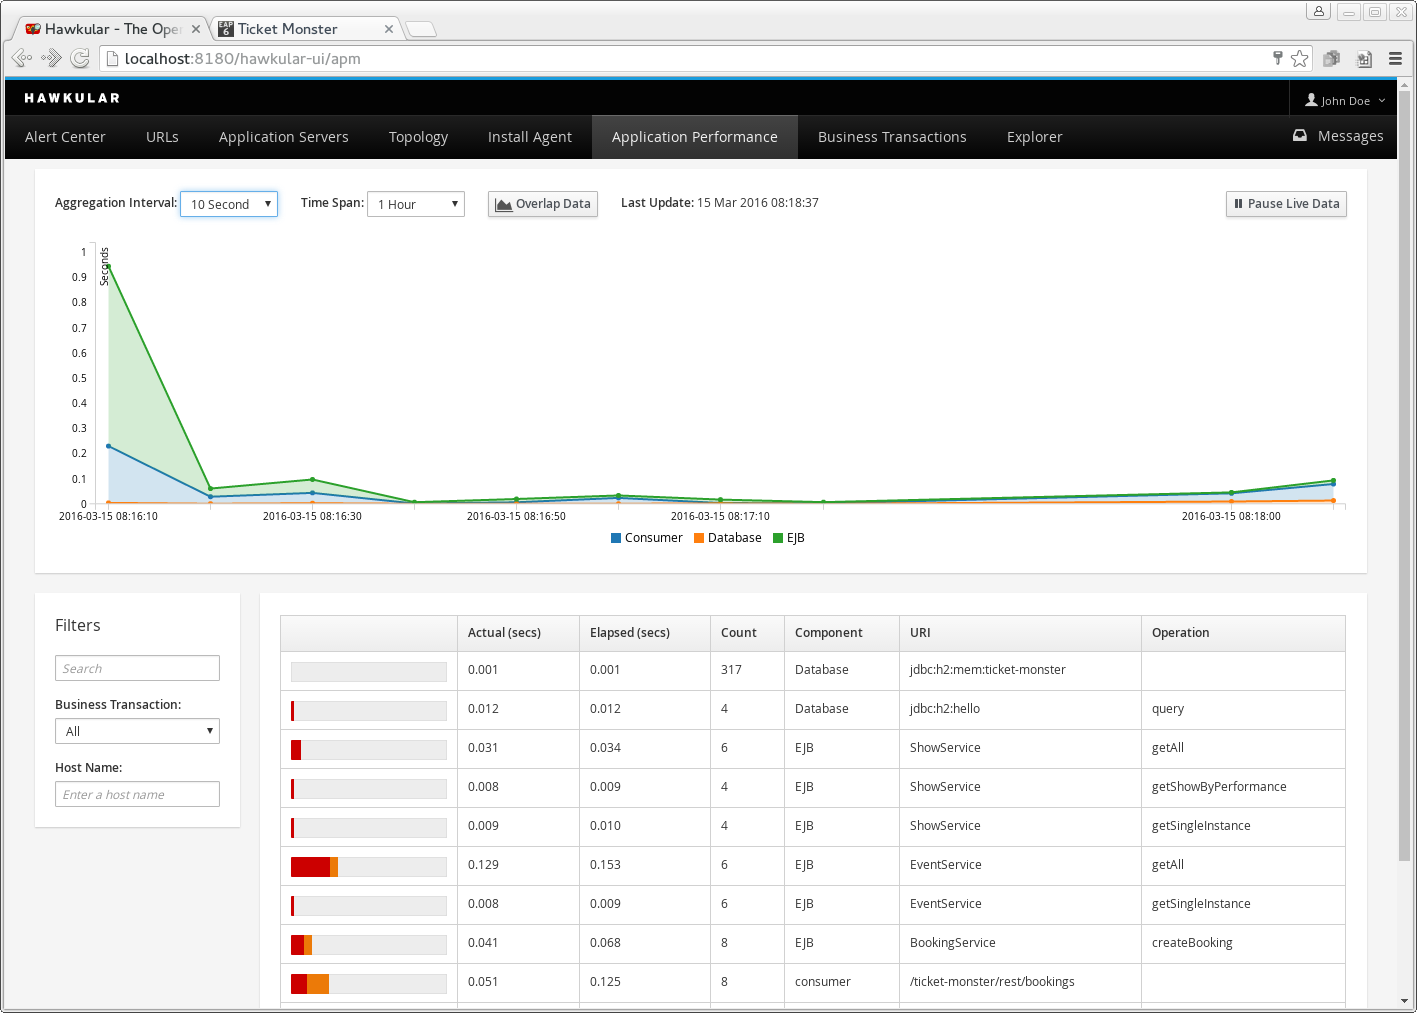 Hawkular - The Ope
EAP 6 Ticket Monster
localhost:8180/hawkular-ui/apm
HAWKULAR
John Doe
Alert Center URLs Application Servers Topology Install Agent Application Performance Business Transactions Explorer Messages
Aggregation Interval: 10 Second Time Span: 1 Hour Overlap Data Last Update: 15 Mar 2016 08:18:37 Pause Live Data
Seconds
1
0.9
0.8
0.7
0.6
0.5
0.4
0.3
0.2
0.1
0
2016-03-15 08:16:10 2016-03-15 08:16:30 2016-03-15 08:16:50 2016-03-15 08:17:10 2016-03-15 08:18:00
Consumer Database EJB
Filters
Search
Business Transaction:
All
Host Name:
Enter a host name
Actual (secs) Elapsed (secs) Count Component URI Operation
0.001 0.001 317 Database jdbc:h2:mem:ticket-monster
0.012 0.012 4 Database jdbc:h2:hello query
0.031 0.034 6 EJB ShowService getAll
0.008 0.009 4 EJB ShowService getShowByPerformance
0.009 0.010 4 EJB ShowService getSingleInstance
0.129 0.153 6 EJB EventService getAll
0.008 0.009 6 EJB EventService getSingleInstance
0.041 0.068 8 EJB BookingService createBooking
0.051 0.125 8 consumer /ticket-monster/rest/bookings